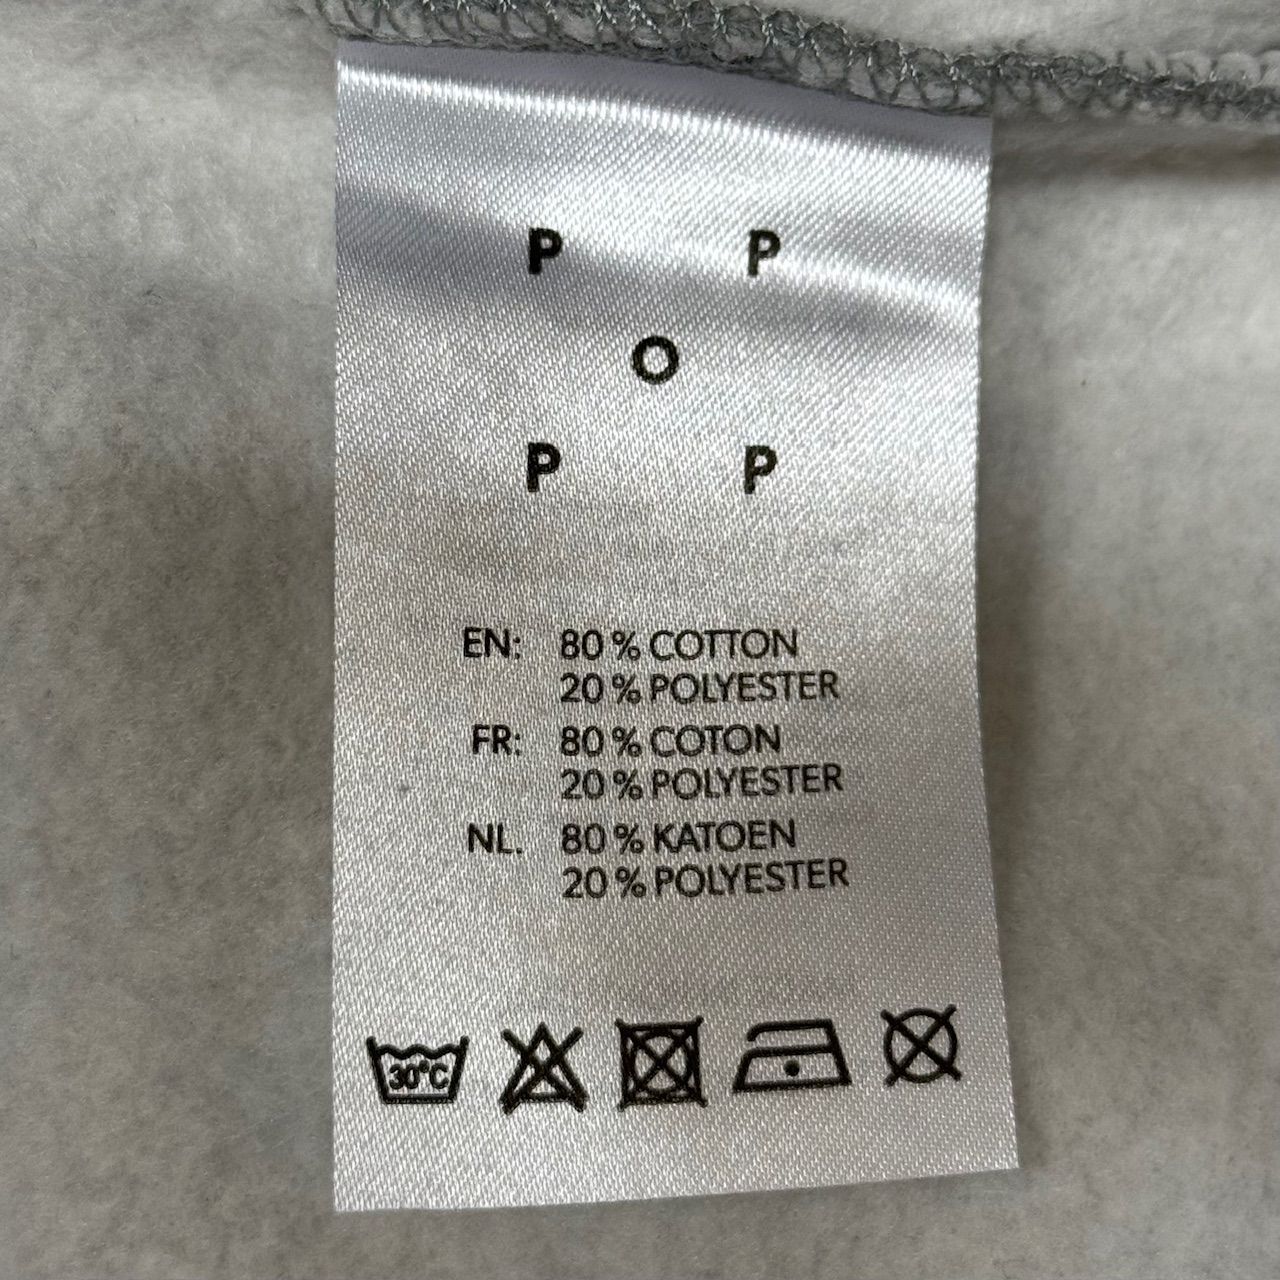 P P
O
P P
EN: 80 % COTTON
20 % POLYESTER
FR: 80 % COTON
20 % POLYESTER
NL. 80 % KATOEN
20 % POLYESTER
30°C